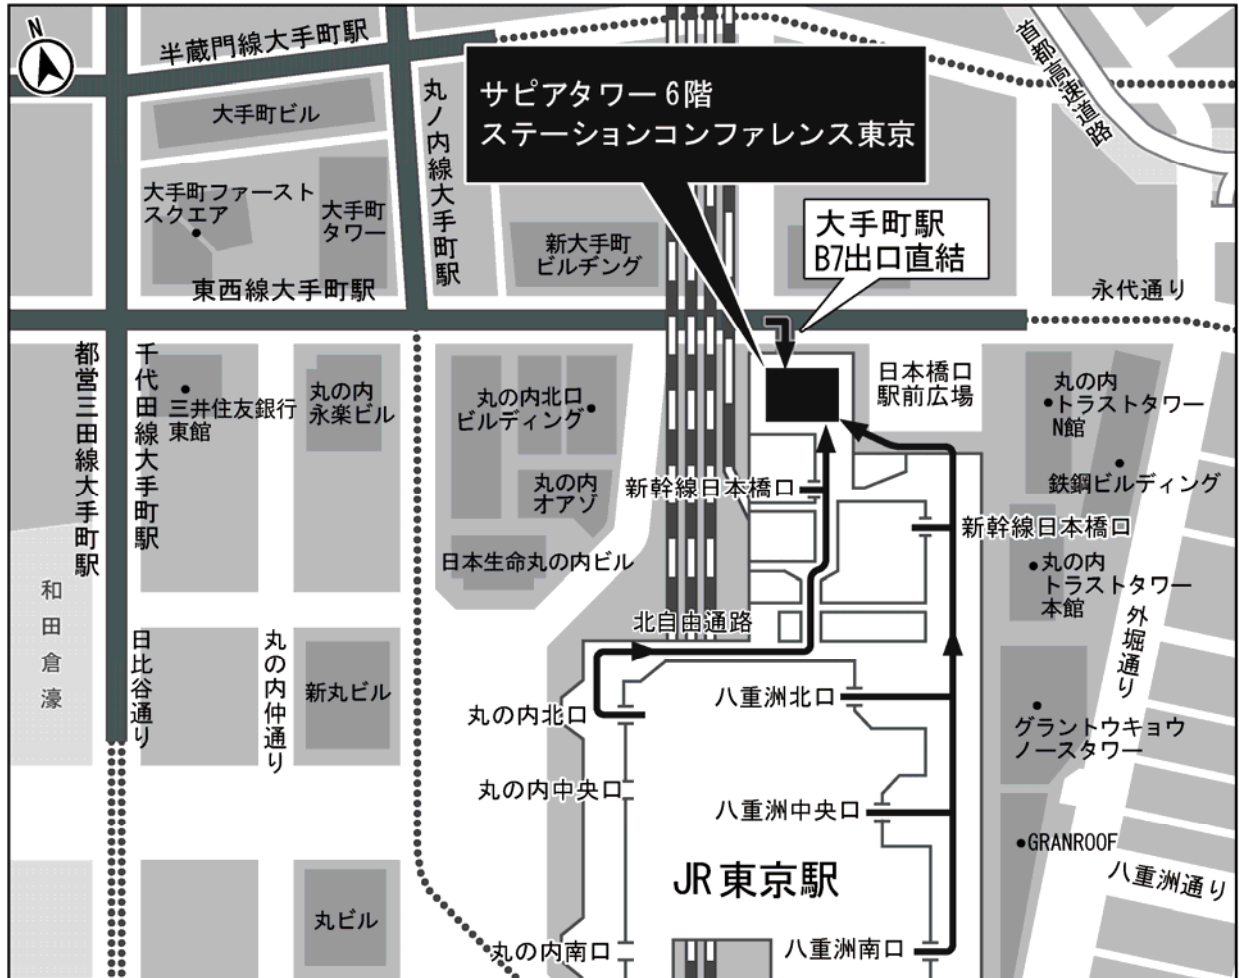 N
半蔵門線大手町駅
大手町ビル
丸ノ内線大手町駅
サピアタワー6階
ステーションコンファレンス東京
首都高速道路
大手町ファースト
スクエア
大手町
タワー
新大手町
ビルヂング
大手町駅
B7出口直結
東西線大手町駅
永代通り
都営三田線大手町駅
千代田線大手町駅
三井住友銀行
東館
丸の内
永楽ビル
丸の内北口
ビルディング
日本橋口
駅前広場
丸の内
トラストタワー
N館
丸の内
オアゾ
新幹線日本橋口
鉄鋼ビルディング
新幹線日本橋口
日本生命丸の内ビル
丸の内
トラストタワー
本館
和田倉濠
北自由通路
外堀通り
日比谷通り
丸の内仲通り
新丸ビル
丸の内北口
八重洲北口
グラントウキョウ
ノースタワー
丸の内中央口
八重洲中央口
GRANROOF
JR東京駅
八重洲通り
丸ビル
丸の内南口
八重洲南口